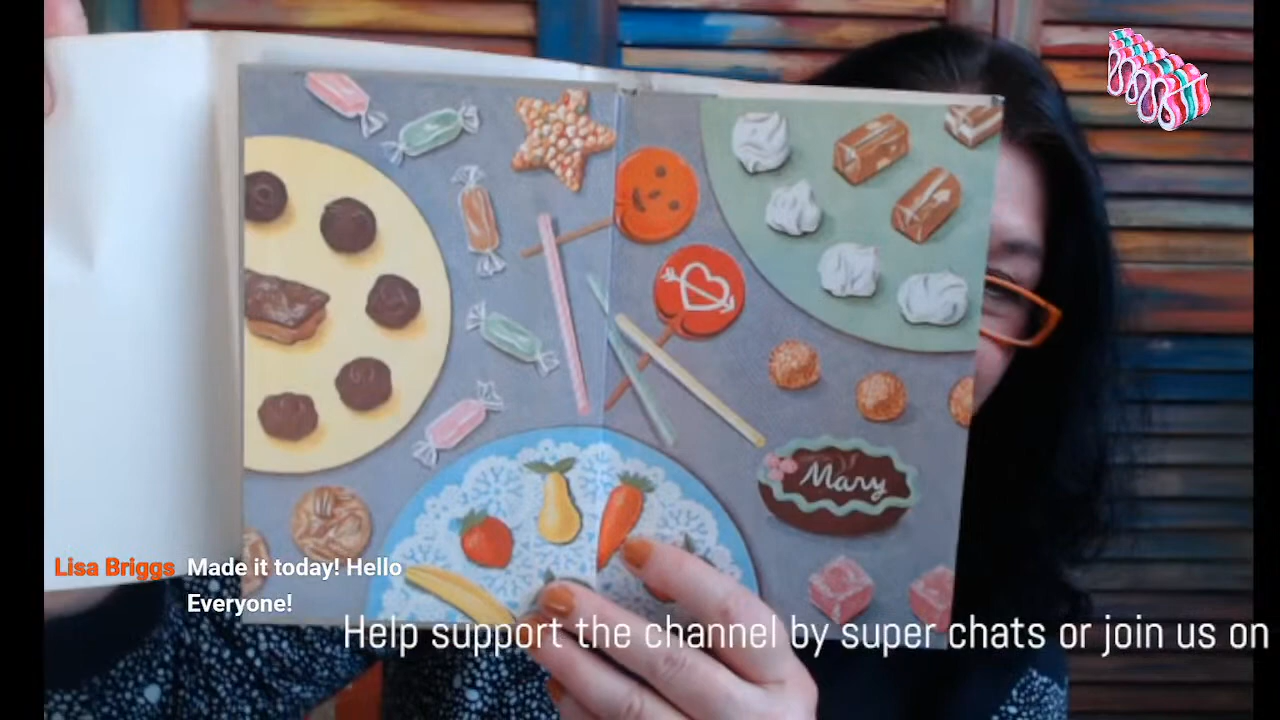 Mary
Lisa Briggs Made it today! Hello
Everyone!
Help support the channel by super chats or join us on